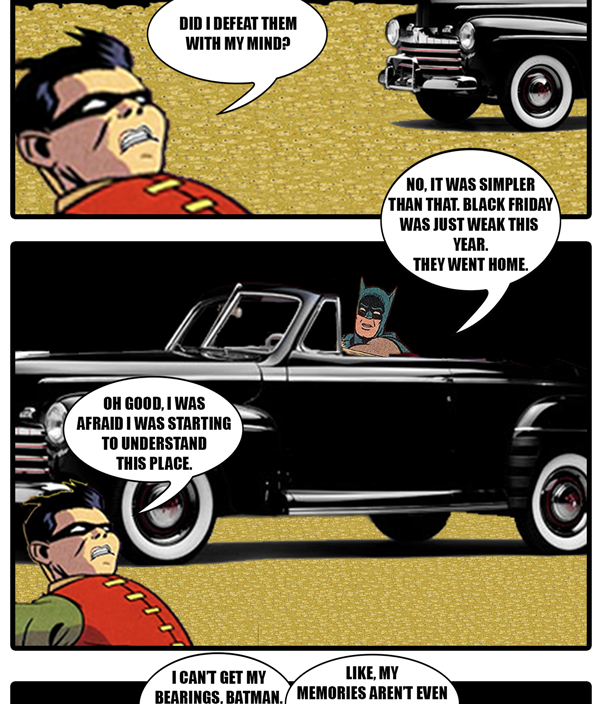 DID I DEFEAT THEM
WITH MY MIND?
NO, IT WAS SIMPLER
THAN THAT. BLACK FRIDAY
WAS JUST WEAK THIS
YEAR.
THEY WENT HOME.
OH GOOD, I WAS
AFRAID I WAS STARTING
TO UNDERSTAND
THIS PLACE.
I CAN'T GET MY
BEARINGS, BATMAN.
LIKE, MY
MEMORIES AREN'T EVEN